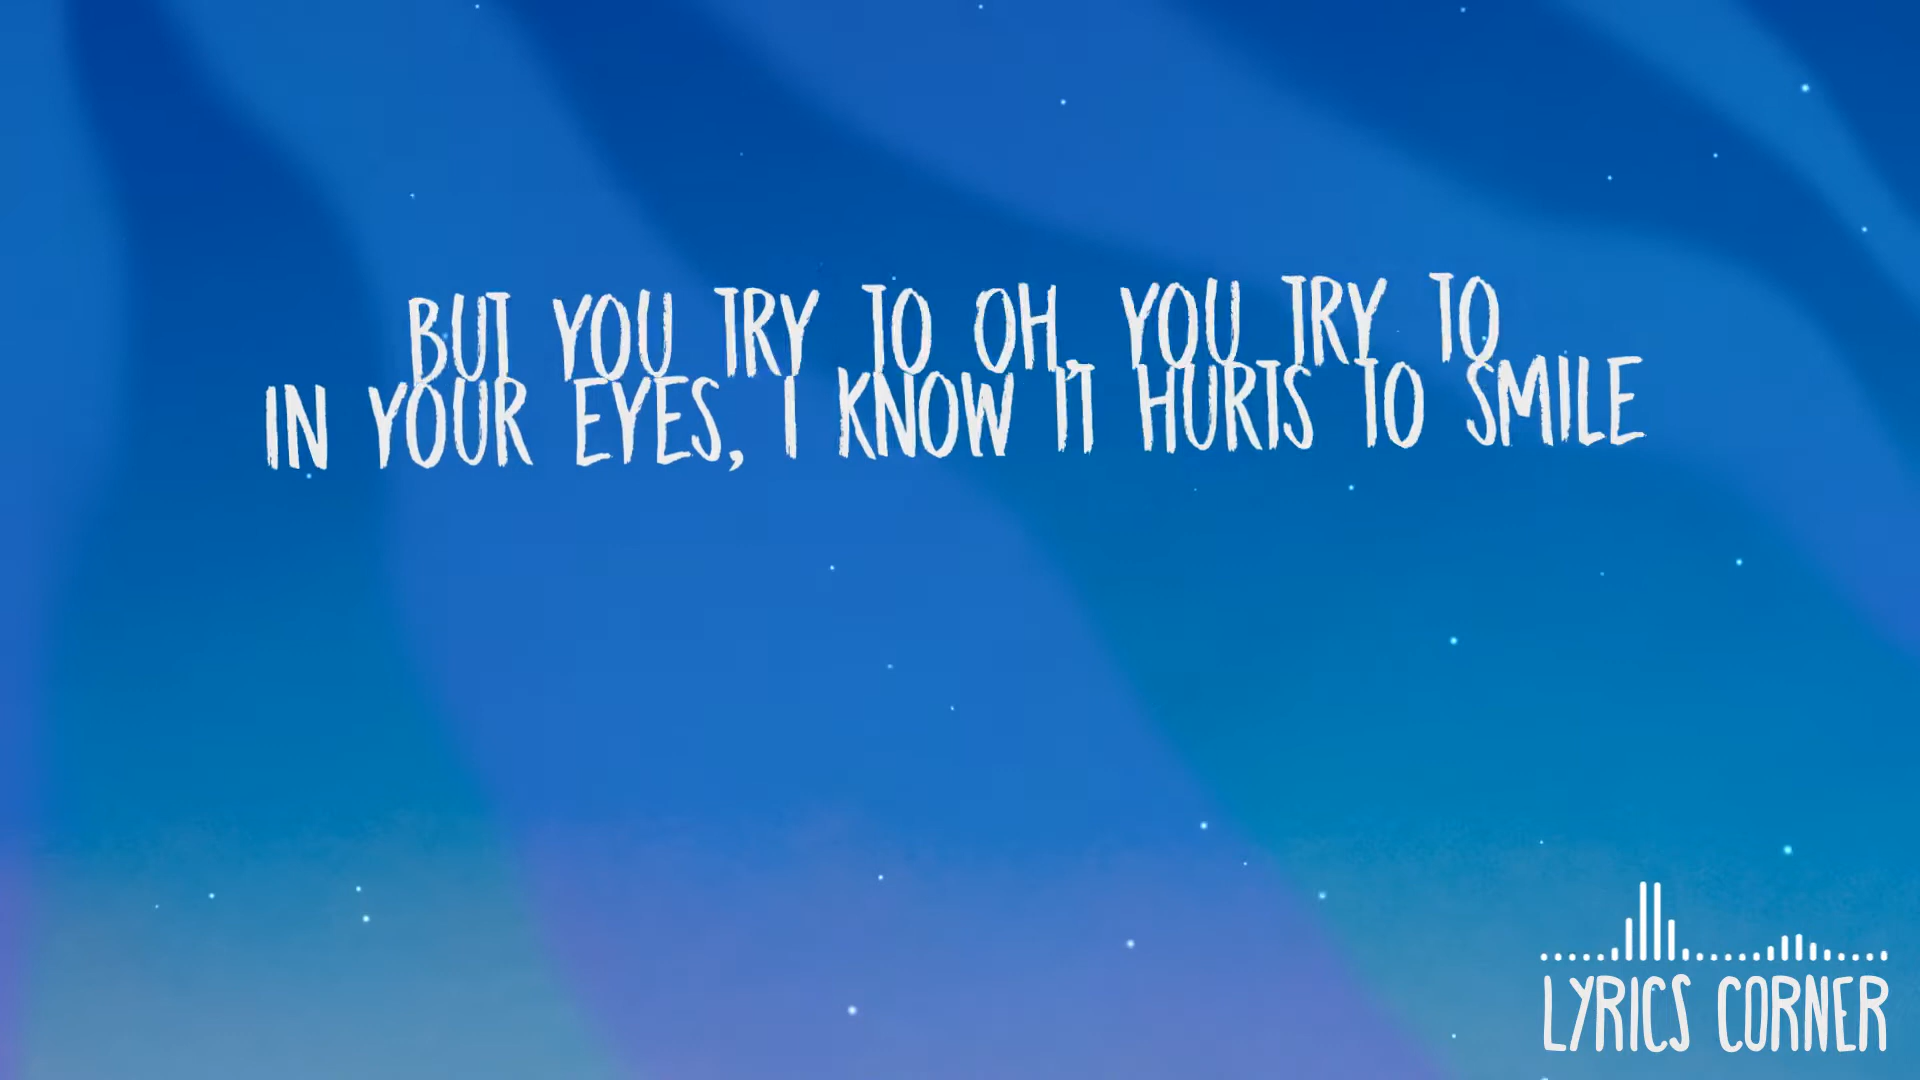 BUT YOU TRY TO OH, YOU TRY TO
IN YOUR EYES, I KNOW IT HURTS TO SMILE
LYRICS CORNER